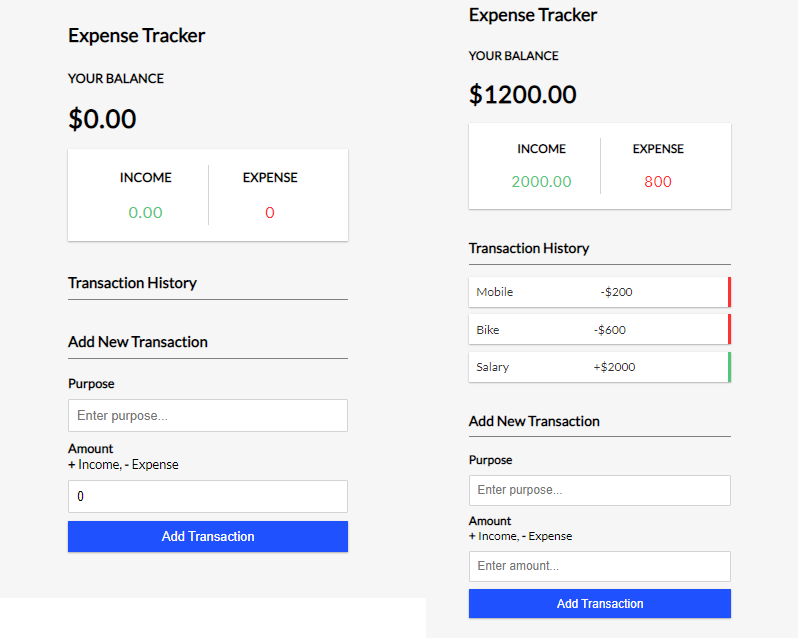 Expense Tracker
YOUR BALANCE
$0.00
INCOME EXPENSE
0.00 0
Transaction History
Add New Transaction
Purpose
Enter purpose...
Amount
+ Income, - Expense
0
Add Transaction
Expense Tracker
YOUR BALANCE
$1200.00
INCOME EXPENSE
2000.00 800
Transaction History
Mobile -$200
Bike -$600
Salary +$2000
Add New Transaction
Purpose
Enter purpose...
Amount
+ Income, - Expense
Enter amount...
Add Transaction